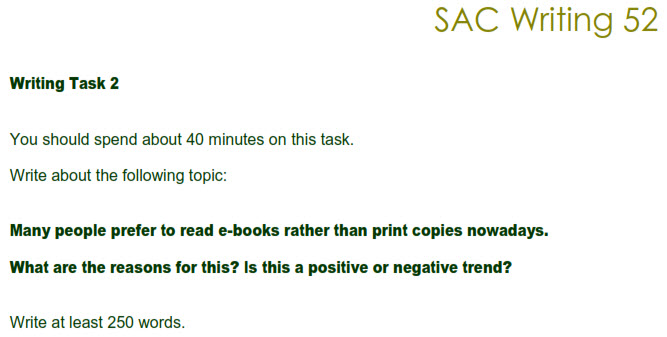 SAC Writing 52
Writing Task 2
You should spend about 40 minutes on this task.
Write about the following topic:
Many people prefer to read e-books rather than print copies nowadays.
What are the reasons for this? Is this a positive or negative trend?
Write at least 250 words.